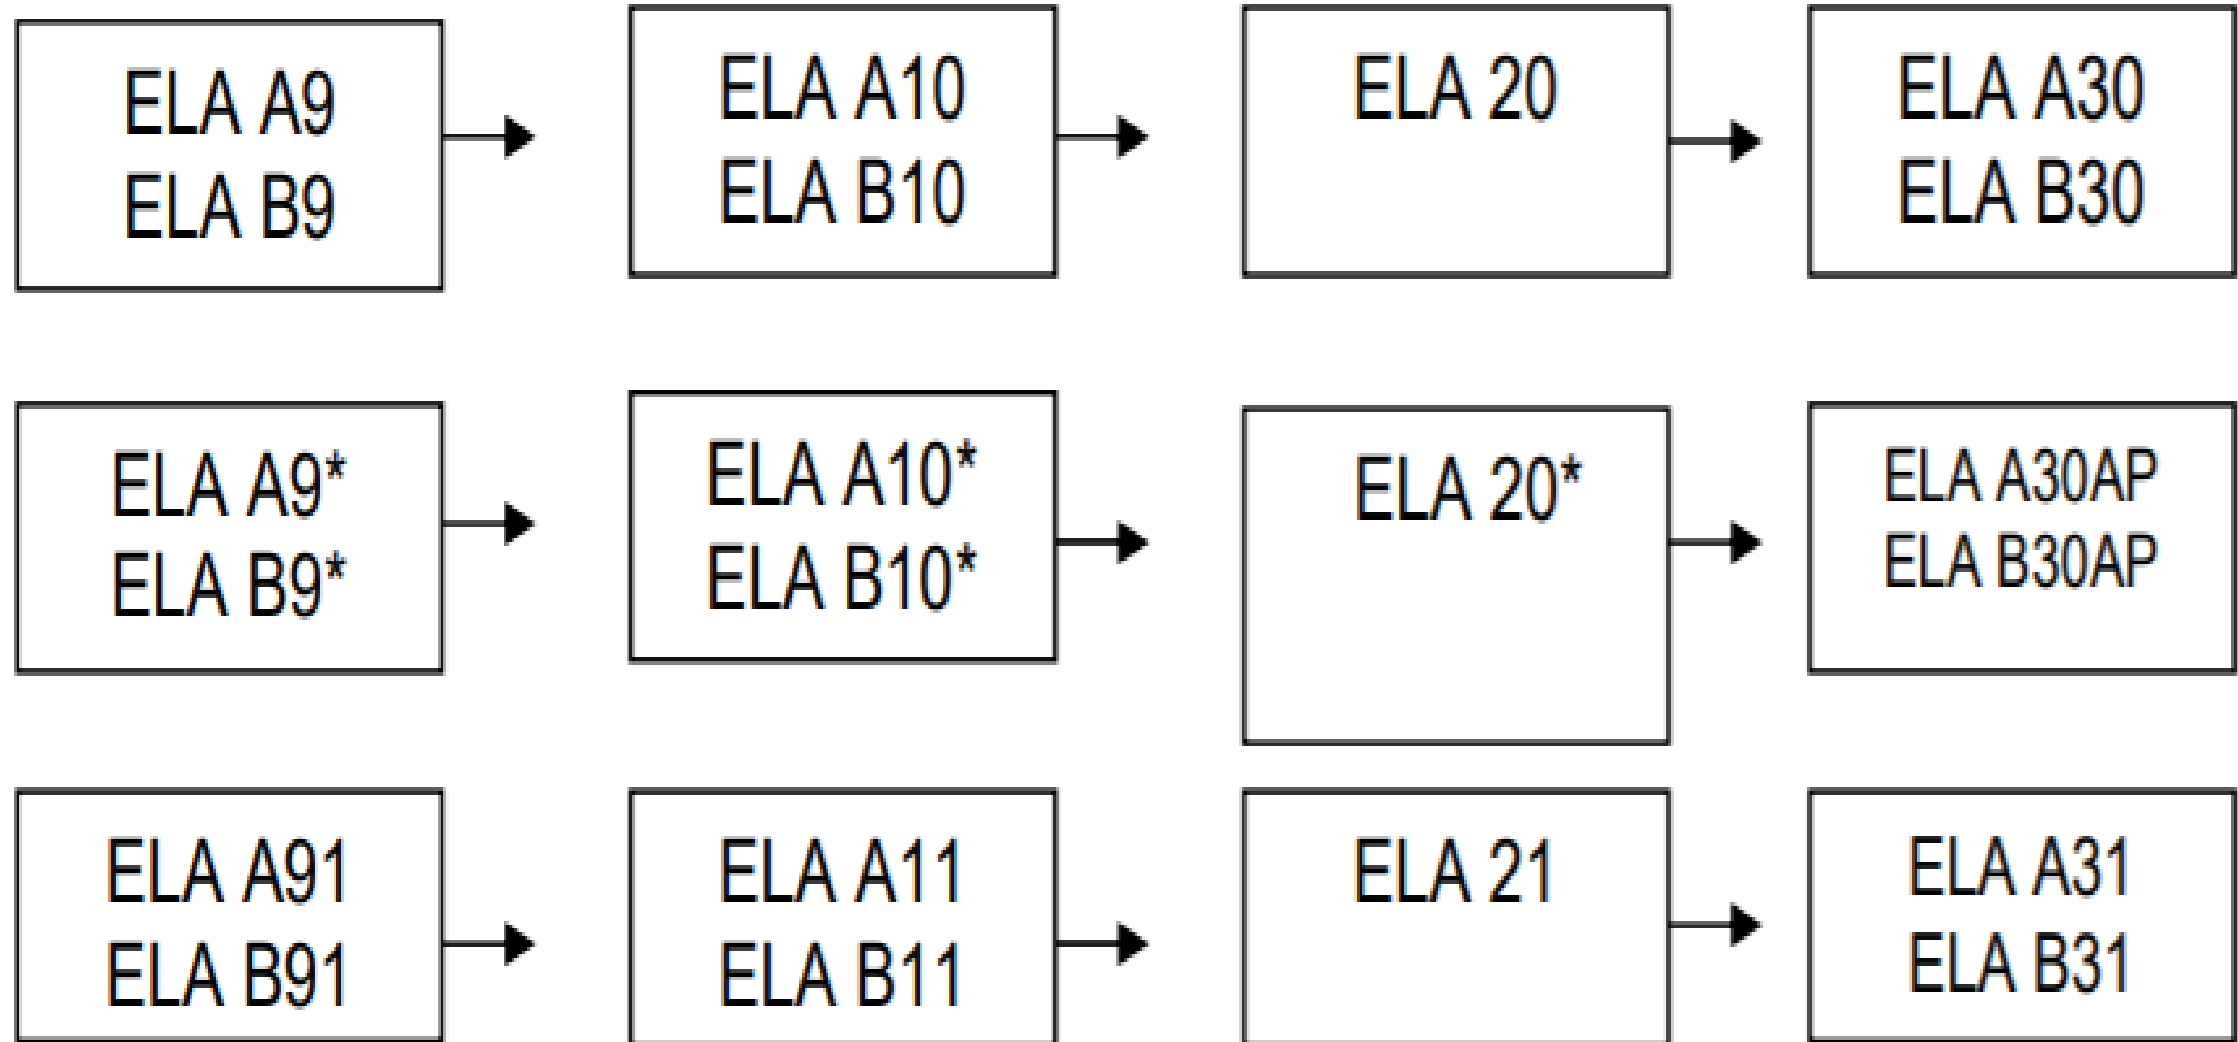 ELA A9
ELA B9
ELA A10
ELA B10
ELA 20
ELA A30
ELA B30
ELA A9*
ELA B9*
ELA A10*
ELA B10*
ELA 20*
ELA A30AP
ELA B30AP
ELA A91
ELA B91
ELA A11
ELA B11
ELA 21
ELA A31
ELA B31